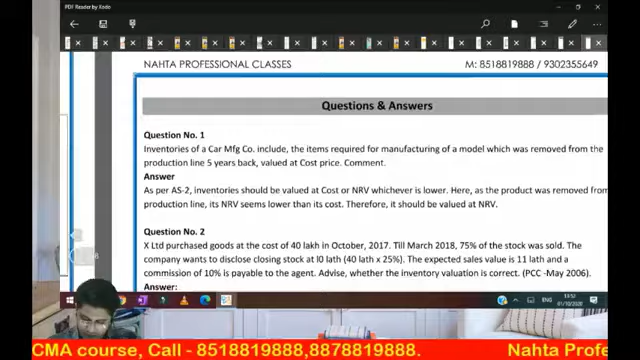 PDF Reader by Xodo
NAHTA PROFESSIONAL CLASSES M: 8518819888 / 9302355649
Questions & Answers
Question No. 1
Inventories of a Car Mfg Co. include, the items required for manufacturing of a model which was removed from the
production line 5 years back, valued at Cost price. Comment.
Answer
As per AS-2, inventories should be valued at Cost or NRV whichever is lower. Here, as the product was removed from
production line, its NRV seems lower than its cost. Therefore, it should be valued at NRV.
Question No. 2
X Ltd purchased goods at the cost of 40 lakh in October, 2017. Till March 2018, 75% of the stock was sold. The
company wants to disclose closing stock at l0 lath (40 lath x 25%). The expected sales value is 11 lath and a
commission of 10% is payable to the agent. Advise, whether the inventory valuation is correct. (PCC -May 2006).
Answer:
ENG
13:52
01/10/2020
CMA course, Call - 8518819888,8878819888. Nahta Profe